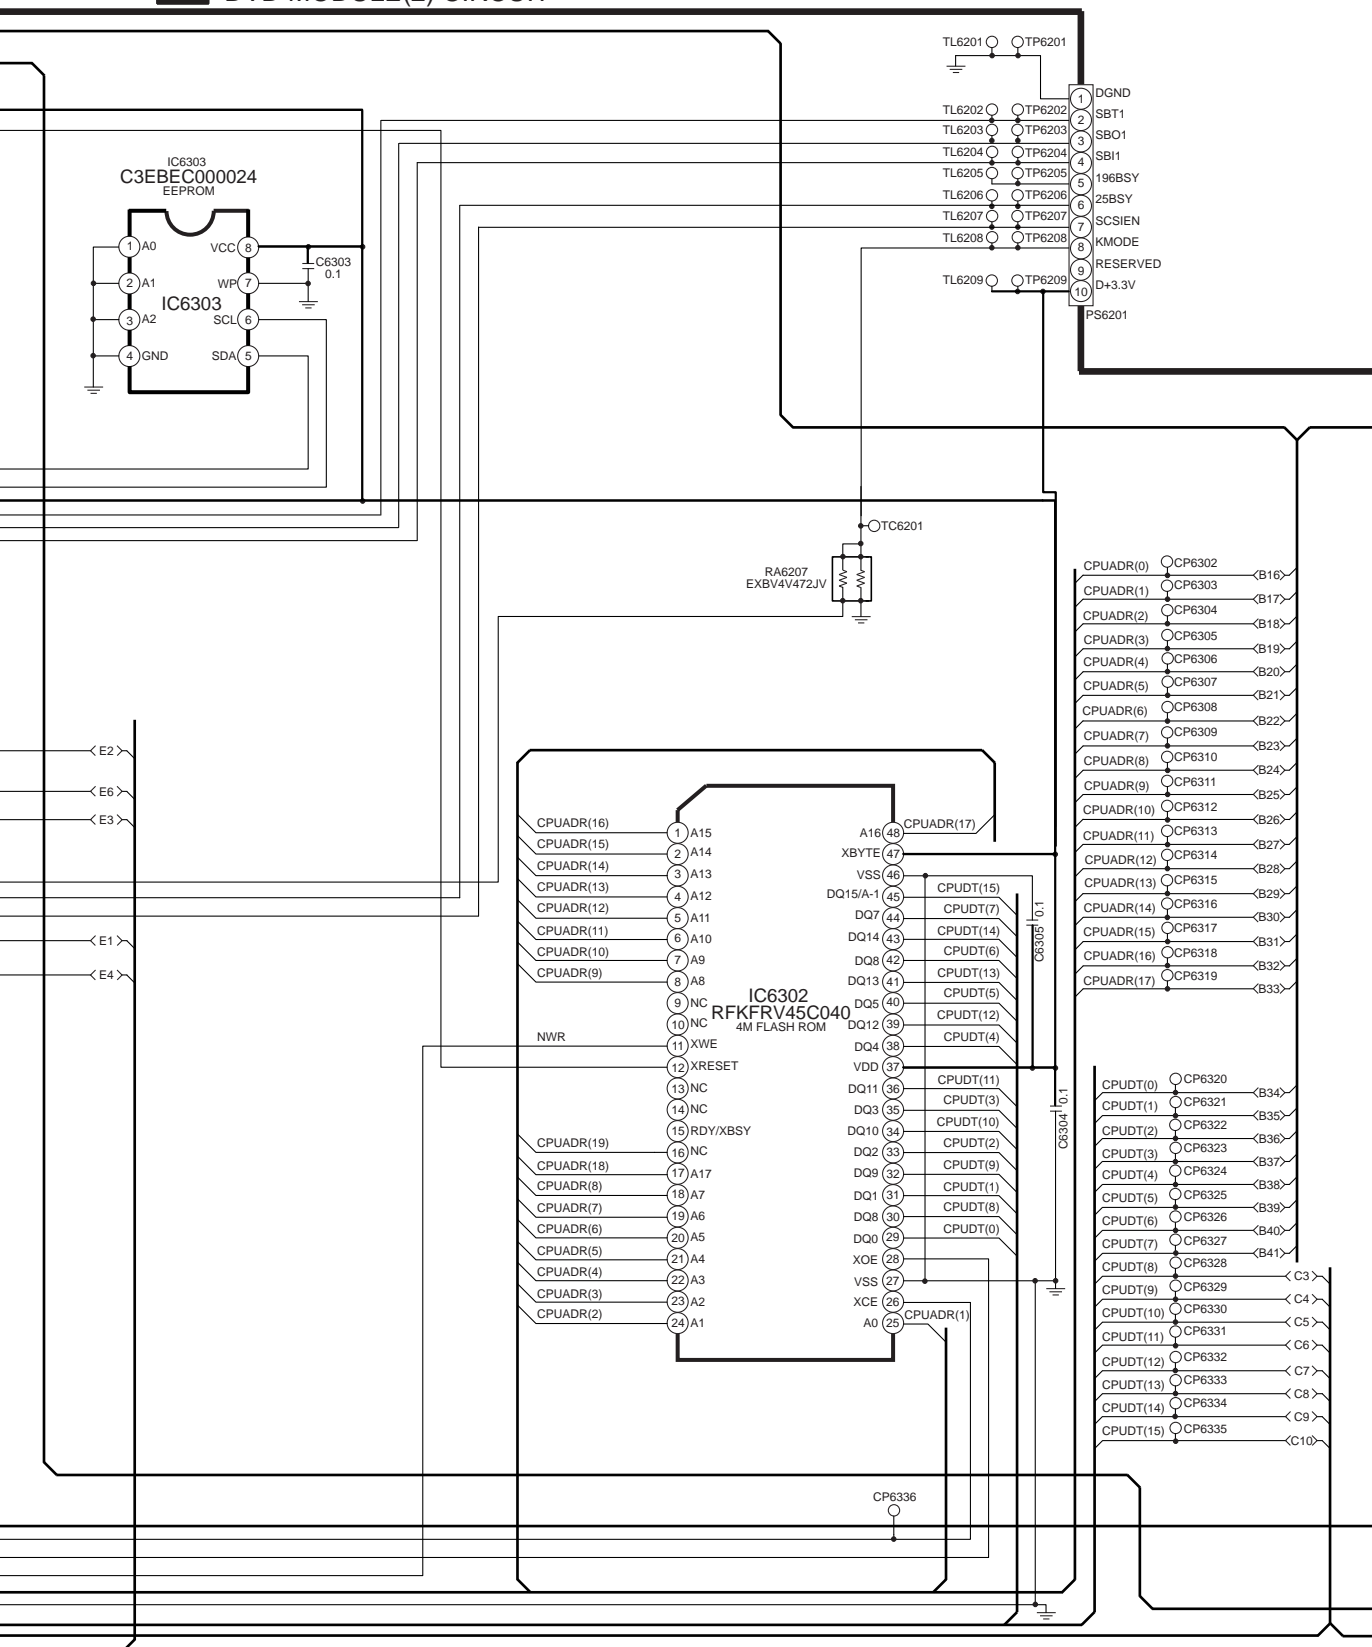 TL6201 TP6201
DGND
1
TL6202 TP6202 SBT1
2
TL6203 TP6203 SBO1
3
TL6204 TP6204 SBI1
4
TL6205 TP6205 196BSY
5
TL6206 TP6206 25BSY
6
TL6207 TP6207 SCSIEN
7
TL6208 TP6208 KMODE
8
RESERVED
9
TL6209 TP6209 D+3.3V
10
PS6201
IC6303
C3EBEC000024
EEPROM
1 A0 VCC 8
C6303
0.1
2 A1 WP 7
IC6303
3 A2 SCL 6
4 GND SDA 5
TC6201
RA6207
EXBV4V472JV
CPUADR(0) CP6302 B16
CPUADR(1) CP6303 B17
CPUADR(2) CP6304 B18
CPUADR(3) CP6305 B19
CPUADR(4) CP6306 B20
CPUADR(5) CP6307 B21
CPUADR(6) CP6308 B22
CPUADR(7) CP6309 B23
CPUADR(8) CP6310 B24
CPUADR(9) CP6311 B25
CPUADR(10) CP6312 B26
CPUADR(11) CP6313 B27
CPUADR(12) CP6314 B28
CPUADR(13) CP6315 B29
CPUADR(14) CP6316 B30
CPUADR(15) CP6317 B31
CPUADR(16) CP6318 B32
CPUADR(17) CP6319 B33
E2
E6
E3
E1
E4
CPUADR(16) 1 A15 A16 48 CPUADR(17)
CPUADR(15) 2 A14 XBYTE 47
CPUADR(14) 3 A13 VSS 46
CPUADR(13) 4 A12 DQ15/A-1 45 CPUDT(15)
CPUADR(12) 5 A11 DQ7 44 CPUDT(7)
CPUADR(11) 6 A10 DQ14 43 CPUDT(14)
CPUADR(10) 7 A9 DQ8 42 CPUDT(6)
CPUADR(9) 8 A8 DQ13 41 CPUDT(13)
9 NC DQ5 40 CPUDT(5)
10 NC DQ12 39 CPUDT(12)
NWR 11 XWE DQ4 38 CPUDT(4)
12 XRESET VDD 37
13 NC DQ11 36 CPUDT(11)
14 NC DQ3 35 CPUDT(3)
15 RDY/XBSY DQ10 34 CPUDT(10)
CPUADR(19) 16 NC DQ2 33 CPUDT(2)
CPUADR(18) 17 A17 DQ9 32 CPUDT(9)
CPUADR(8) 18 A7 DQ1 31 CPUDT(1)
CPUADR(7) 19 A6 DQ8 30 CPUDT(8)
CPUADR(6) 20 A5 DQ0 29 CPUDT(0)
CPUADR(5) 21 A4 XOE 28
CPUADR(4) 22 A3 VSS 27
CPUADR(3) 23 A2 XCE 26
CPUADR(2) 24 A1 A0 25 CPUADR(1)
IC6302
RFKFRV45C040
4M FLASH ROM
C6305 0.1
C6304 0.1
CPUDT(0) CP6320 B34
CPUDT(1) CP6321 B35
CPUDT(2) CP6322 B36
CPUDT(3) CP6323 B37
CPUDT(4) CP6324 B38
CPUDT(5) CP6325 B39
CPUDT(6) CP6326 B40
CPUDT(7) CP6327 B41
CPUDT(8) CP6328 C3
CPUDT(9) CP6329 C4
CPUDT(10) CP6330 C5
CPUDT(11) CP6331 C6
CPUDT(12) CP6332 C7
CPUDT(13) CP6333 C8
CPUDT(14) CP6334 C9
CPUDT(15) CP6335 C10
CP6336